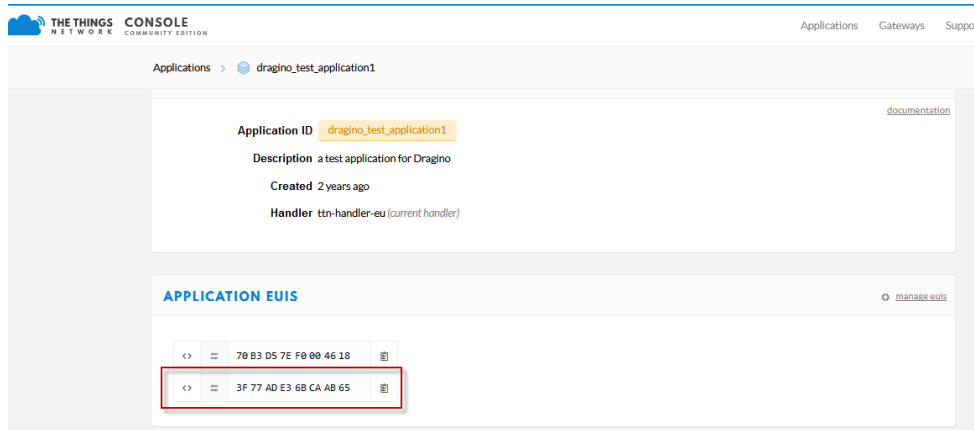 THE THINGS NETWORK CONSOLE COMMUNITY EDITION
Applications Gateways Suppo
Applications > dragino_test_application1
documentation
Application ID dragino_test_application1
Description a test application for Dragino
Created 2 years ago
Handler ttn-handler-eu (current handler)
APPLICATION EUIS
manage euis
<> 70 B3 D5 7E F0 00 46 18
<> 3F 77 AD E3 6B CA AB 65